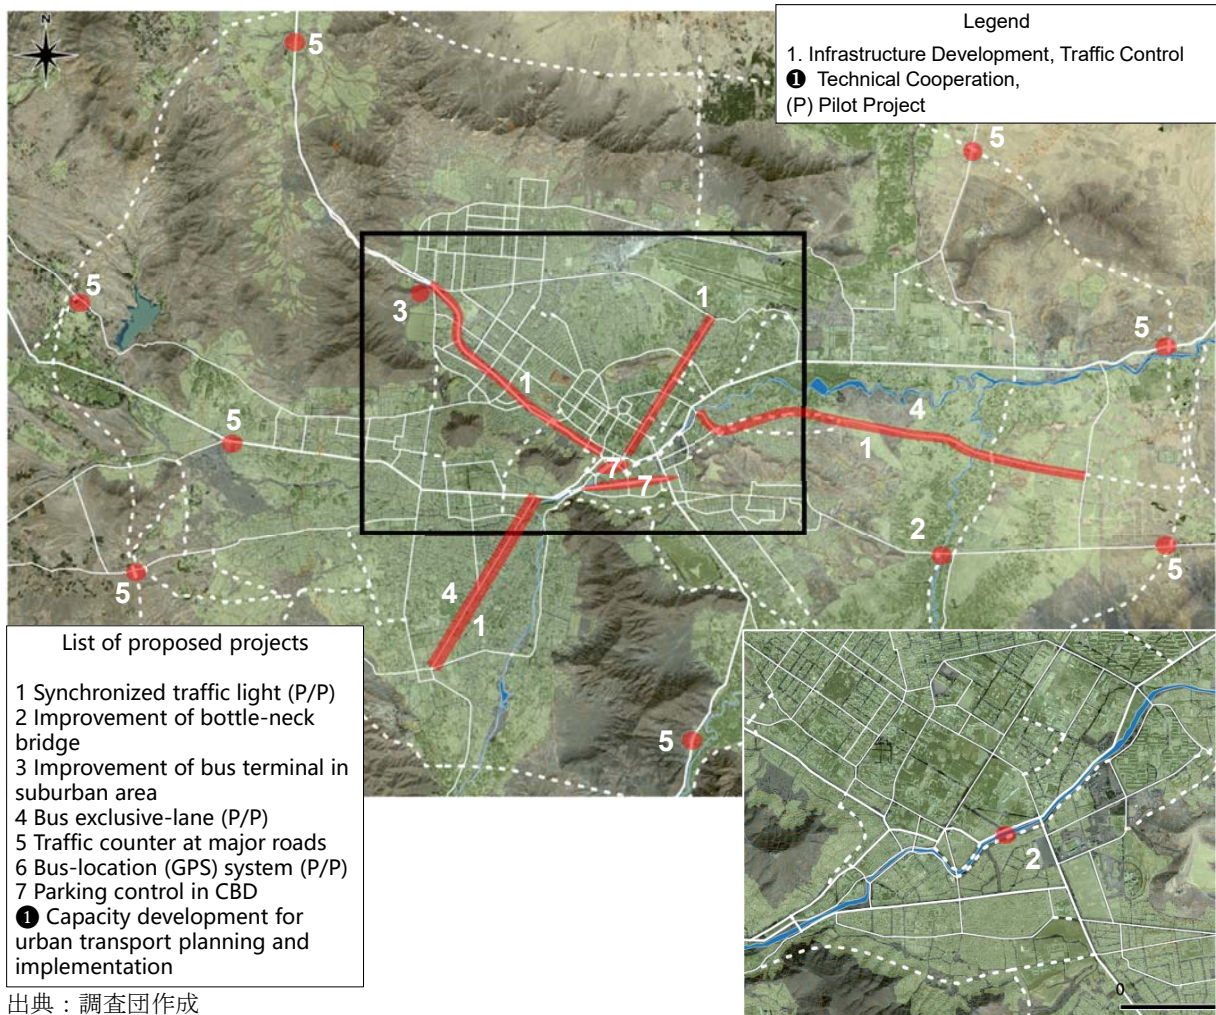 N
Legend
1. Infrastructure Development, Traffic Control
❶ Technical Cooperation,
(P) Pilot Project
5
5
5
3
1
5
1
5
4
1
7
7
2
5
5
4
1
5
List of proposed projects
1 Synchronized traffic light (P/P)
2 Improvement of bottle-neck
bridge
3 Improvement of bus terminal in
suburban area
4 Bus exclusive-lane (P/P)
5 Traffic counter at major roads
6 Bus-location (GPS) system (P/P)
7 Parking control in CBD
❶ Capacity development for
urban transport planning and
implementation
2
0
出典：調査団作成